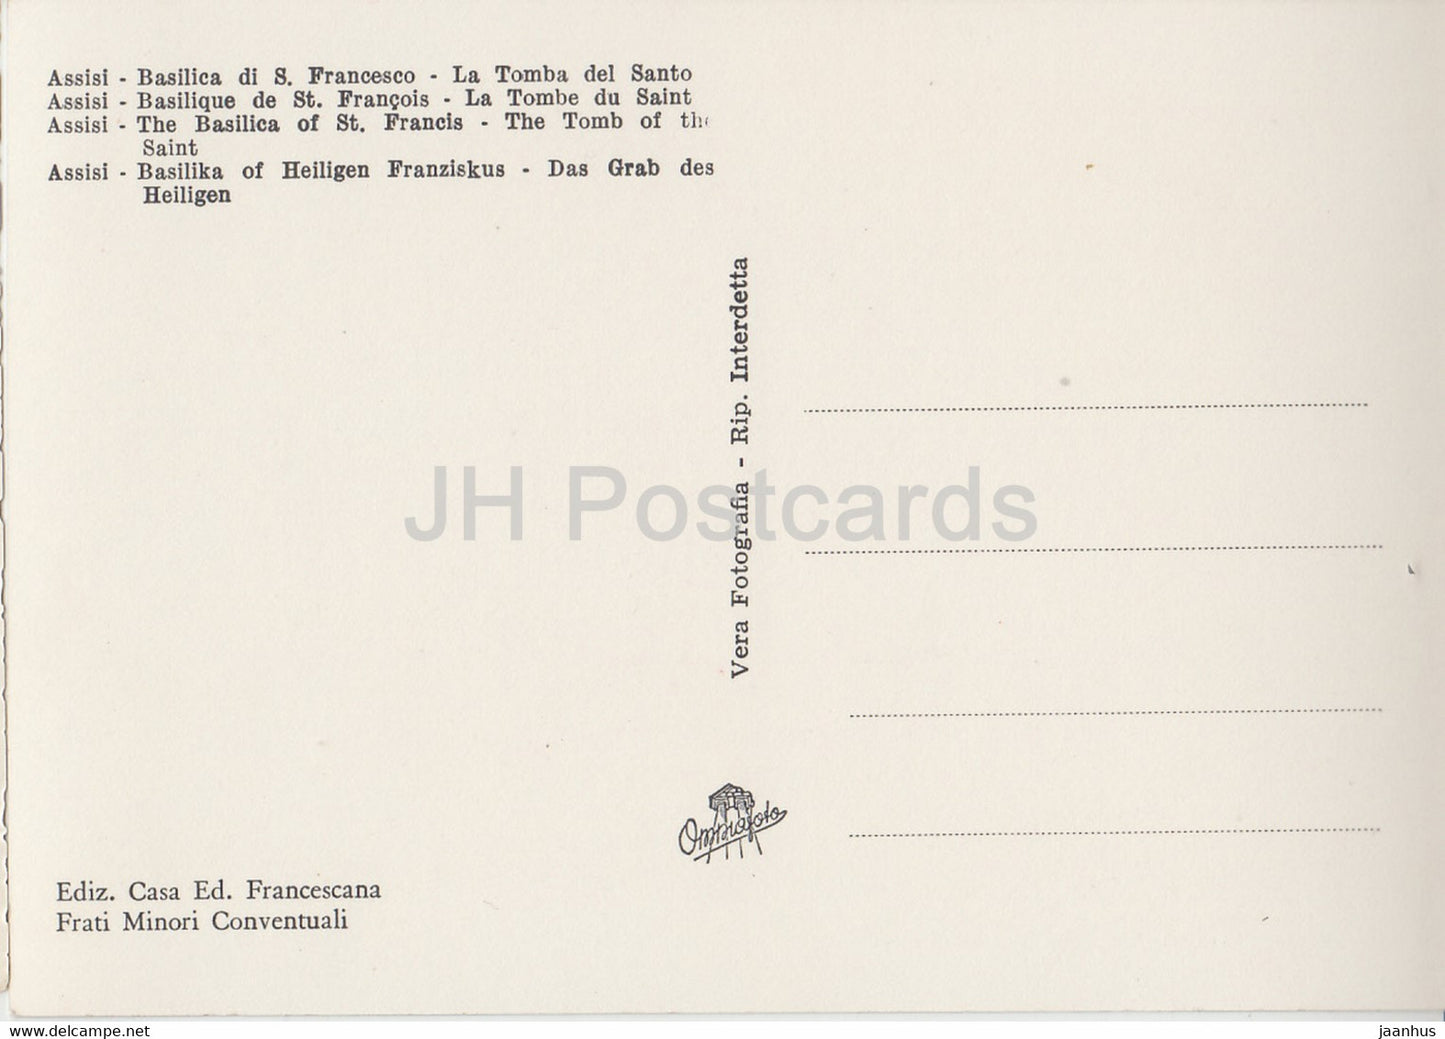 Assisi - Basilica di S. Francesco - La Tomba del Santo
Assisi - Basilique de St. François - La Tombe du Saint
Assisi - The Basilica of St. Francis - The Tomb of the
Saint
Assisi - Basilika of Heiligen Franziskus - Das Grab des
Heiligen
Vera Fotografia - Rip. Interdetta
JH Postcards
Omniafoto
Ediz. Casa Ed. Francescana
Frati Minori Conventuali
www.delcampe.net
jaanhus